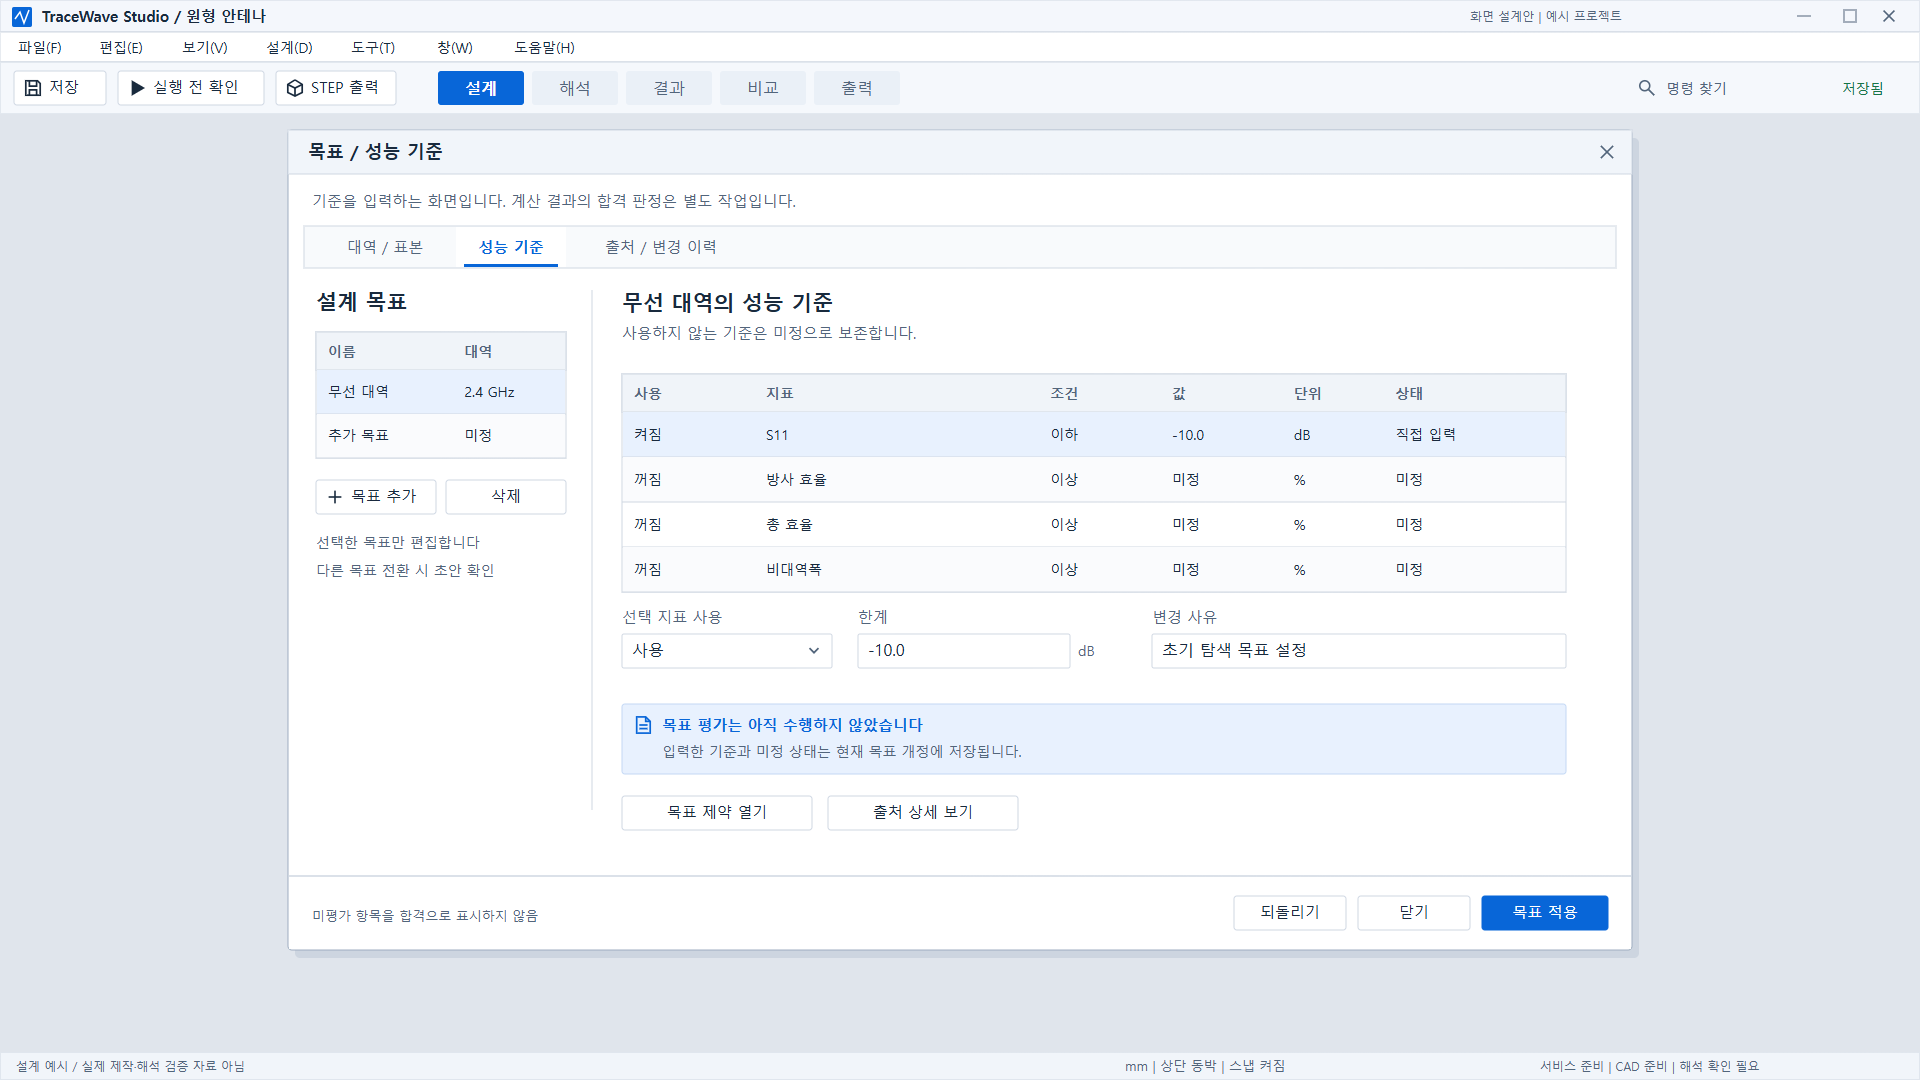 TraceWave Studio / 원형 안테나
화면 설계안 | 예시 프로젝트
파일(F) 편집(E) 보기(V) 설계(D) 도구(T) 창(W) 도움말(H)
저장 실행 전 확인 STEP 출력 설계 해석 결과 비교 출력 명령 찾기 저장됨
목표 / 성능 기준
기준을 입력하는 화면입니다. 계산 결과의 합격 판정은 별도 작업입니다.
대역 / 표본 성능 기준 출처 / 변경 이력
설계 목표
이름 대역
무선 대역 2.4 GHz
추가 목표 미정
목표 추가 삭제
선택한 목표만 편집합니다
다른 목표 전환 시 초안 확인
무선 대역의 성능 기준
사용하지 않는 기준은 미정으로 보존합니다.
사용 지표 조건 값 단위 상태
켜짐 S11 이하 -10.0 dB 직접 입력
꺼짐 방사 효율 이상 미정 % 미정
꺼짐 총 효율 이상 미정 % 미정
꺼짐 비대역폭 이상 미정 % 미정
선택 지표 사용 한계 변경 사유
사용 -10.0 dB 초기 탐색 목표 설정
목표 평가는 아직 수행하지 않았습니다
입력한 기준과 미정 상태는 현재 목표 개정에 저장됩니다.
목표 제약 열기 출처 상세 보기
미평가 항목을 합격으로 표시하지 않음
되돌리기 닫기 목표 적용
설계 예시 / 실제 제작·해석 검증 자료 아님
mm | 상단 동박 | 스냅 켜짐
서비스 준비 | CAD 준비 | 해석 확인 필요